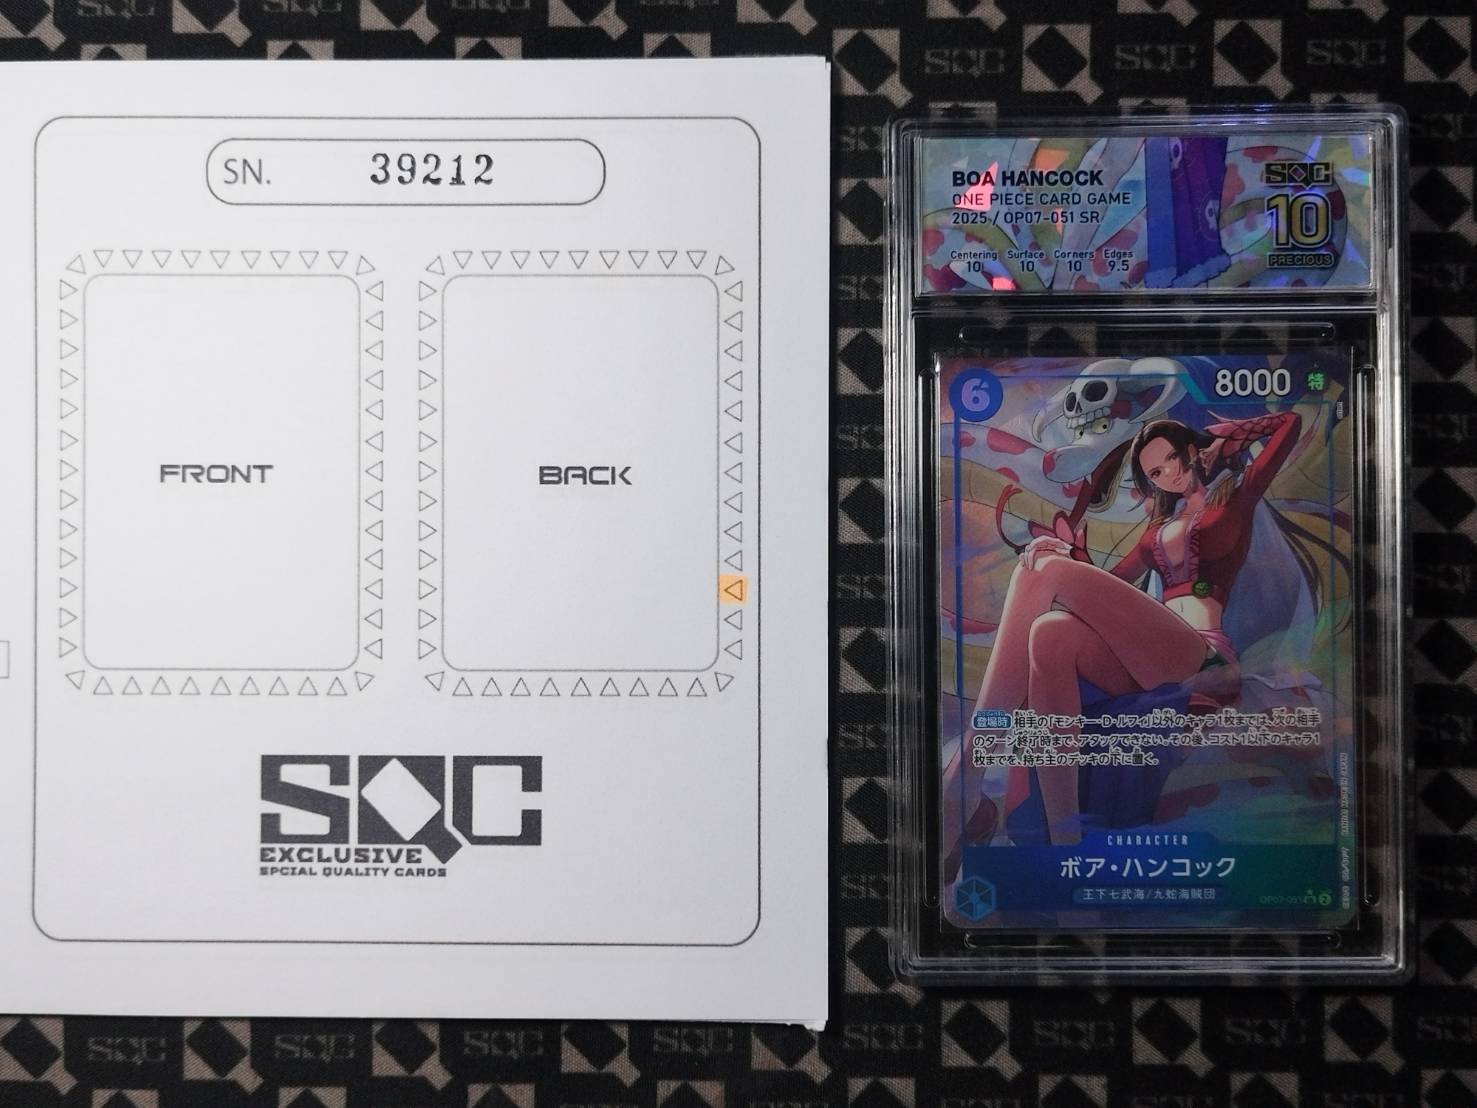 SN. 39212
FRONT
BACK
SQC
EXCLUSIVE
SPCIAL QUALITY CARDS
BOA HANCOCK
ONE PIECE CARD GAME
2025 / OP07-051 SR
Centering Surface Corners Edges
10 10 10 9.5
SQC
10
PRECIOUS
6
8000 特
登場時 相手の「モンキー・D・ルフィ」以外のキャラ1枚までは、次の相手
のターン終了時まで、アタックできない。その後、コスト1以下のキャラ1
枚までを、持ち主のデッキの下に置く。
CHARACTER
ボア・ハンコック
王下七武海/九蛇海賊団
OP07-051
2